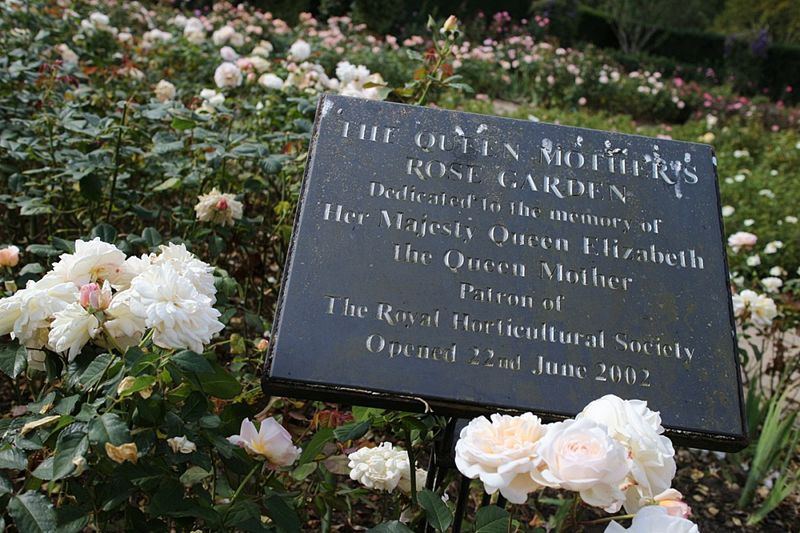 THE QUEEN MOTHER'S
ROSE GARDEN
Dedicated to the memory of
Her Majesty Queen Elizabeth
the Queen Mother
Patron of
The Royal Horticultural Society
Opened 22nd June 2002